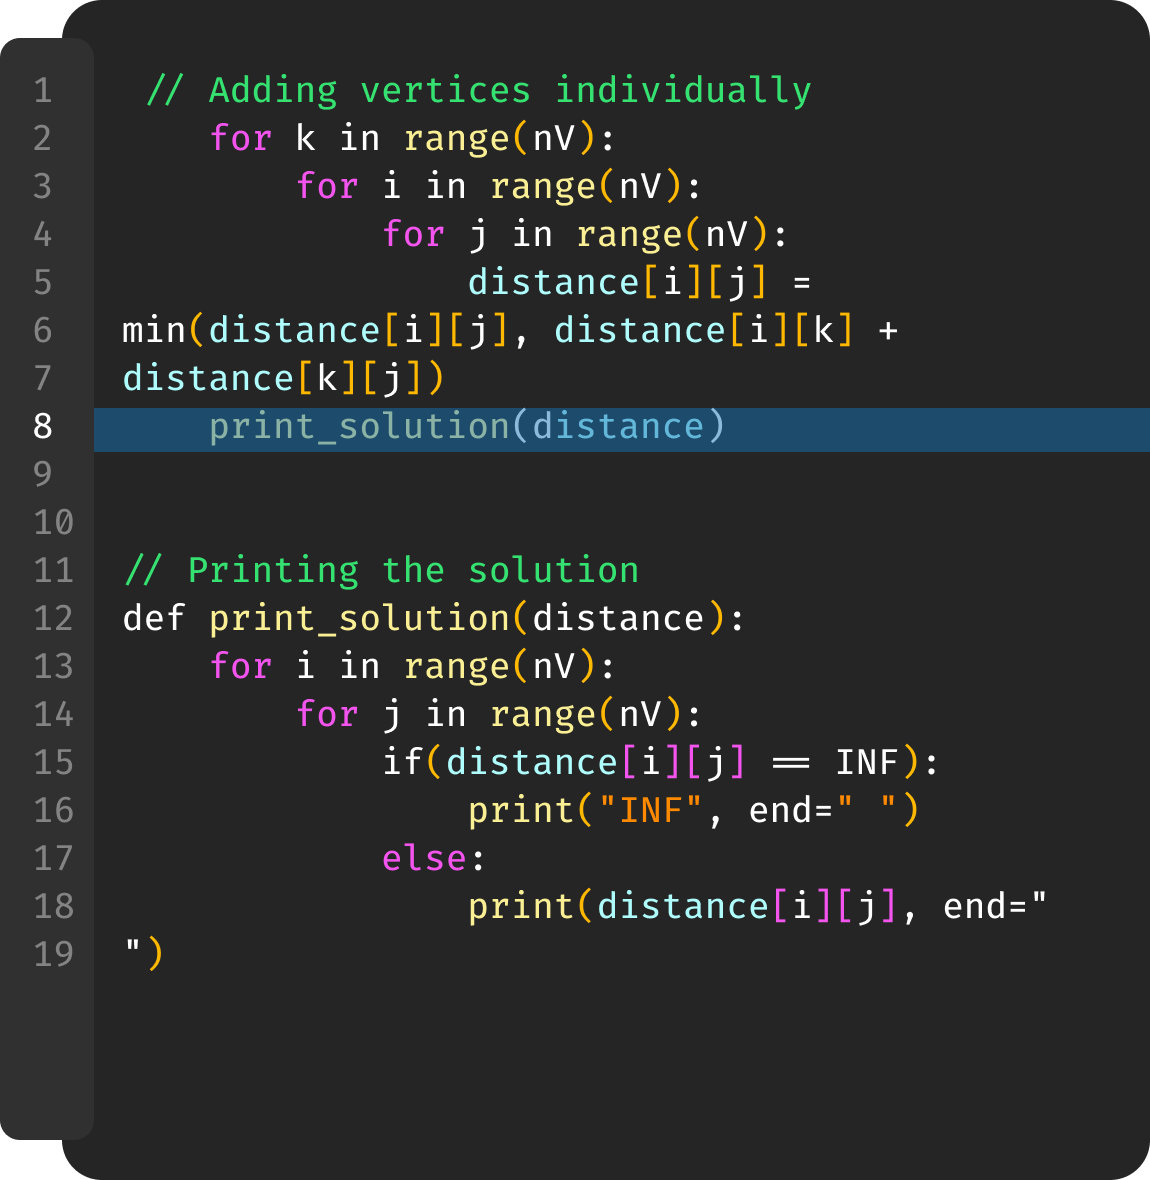 1 // Adding vertices individually
2 for k in range(nV):
3 for i in range(nV):
4 for j in range(nV):
5 distance[i][j] =
6 min(distance[i][j], distance[i][k] +
7 distance[k][j])
8 print_solution(distance)
9
10
11 // Printing the solution
12 def print_solution(distance):
13 for i in range(nV):
14 for j in range(nV):
15 if(distance[i][j] == INF):
16 print("INF", end=" ")
17 else:
18 print(distance[i][j], end="
19 ")